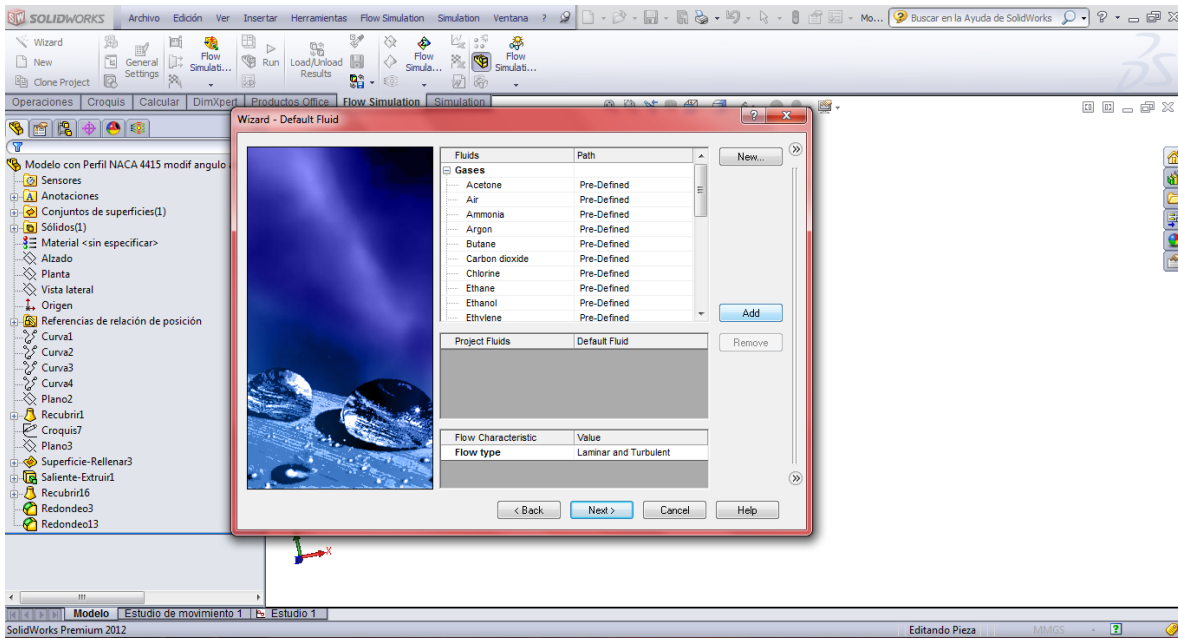 SOLIDWORKS Archivo Edición Ver Insertar Herramientas Flow Simulation Simulation Ventana ? Mo... Buscar en la Ayuda de SolidWorks ?
Wizard
New
Clone Project
General Settings
Flow Simulati...
Run
Load/Unload Results
Flow Simula...
Flow Simulati...
Operaciones Croquis Calcular DimXpert Productos Office Flow Simulation Simulation
Modelo con Perfil NACA 4415 modif angulo
Sensores
Anotaciones
Conjuntos de superficies(1)
Sólidos(1)
Material <sin especificar>
Alzado
Planta
Vista lateral
Origen
Referencias de relación de posición
Curva1
Curva2
Curva3
Curva4
Plano2
Recubrir1
Croquis7
Plano3
Superficie-Rellenar3
Saliente-Extruir1
Recubrir16
Redondeo3
Redondeo13
Wizard - Default Fluid
Fluids Path
Gases
Acetone Pre-Defined
Air Pre-Defined
Ammonia Pre-Defined
Argon Pre-Defined
Butane Pre-Defined
Carbon dioxide Pre-Defined
Chlorine Pre-Defined
Ethane Pre-Defined
Ethanol Pre-Defined
Ethylene Pre-Defined
New...
Add
Project Fluids Default Fluid
Remove
Flow Characteristic Value
Flow type Laminar and Turbulent
< Back Next > Cancel Help
X
Modelo Estudio de movimiento 1 Estudio 1
SolidWorks Premium 2012 Editando Pieza MMGS - ?